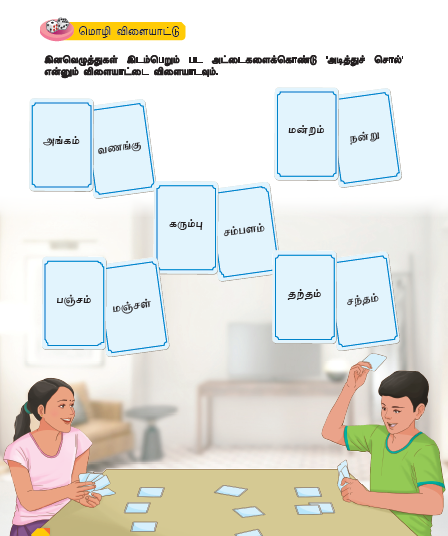 மொழி விளையாட்டு
இனவெழுத்துகள் இடம்பெறும் பட அட்டைகளைக்கொண்டு 'அடித்துச் சொல்'
என்னும் விளையாட்டை விளையாடவும்.
அங்கம்
வணங்கு
மன்றம்
நன்று
கரும்பு
சம்பளம்
பஞ்சம்
மஞ்சள்
தந்தம்
சந்தம்